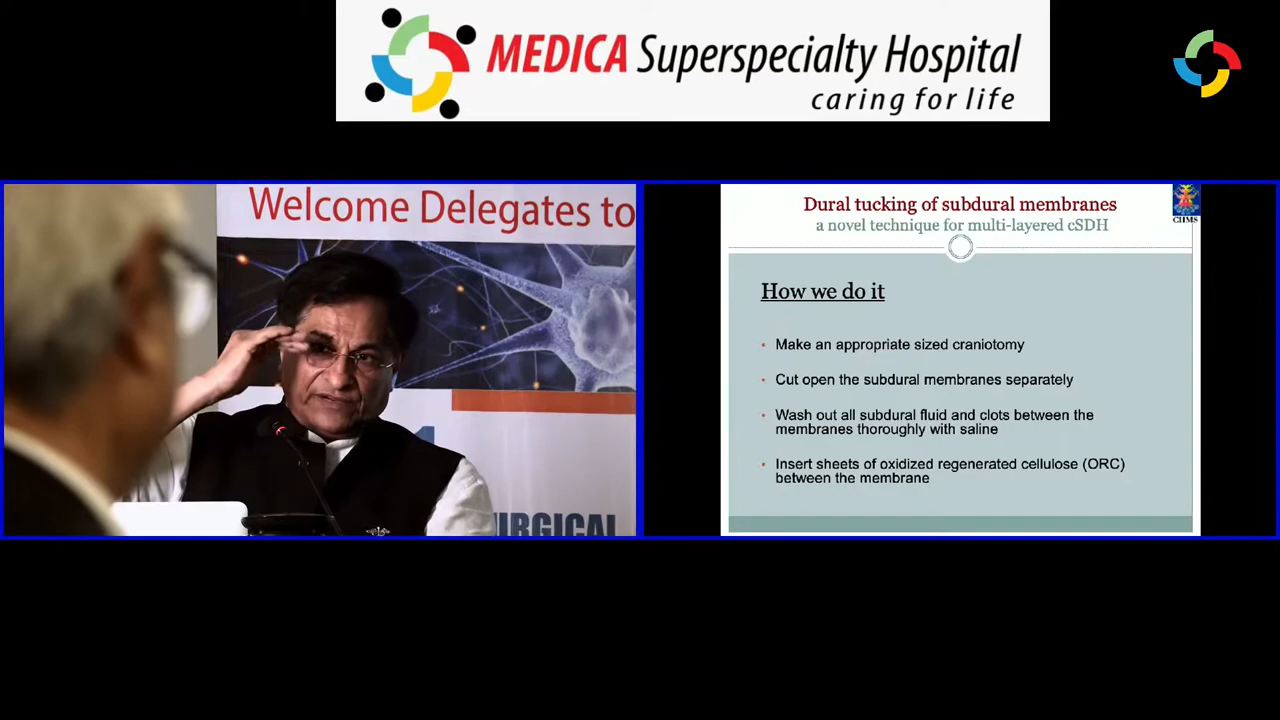 MEDICA Superspecialty Hospital
caring for life
Welcome Delegates to
URGICAL
Dural tucking of subdural membranes
a novel technique for multi-layered cSDH
CHMS
How we do it
• Make an appropriate sized craniotomy
• Cut open the subdural membranes separately
• Wash out all subdural fluid and clots between the
membranes thoroughly with saline
• Insert sheets of oxidized regenerated cellulose (ORC)
between the membrane